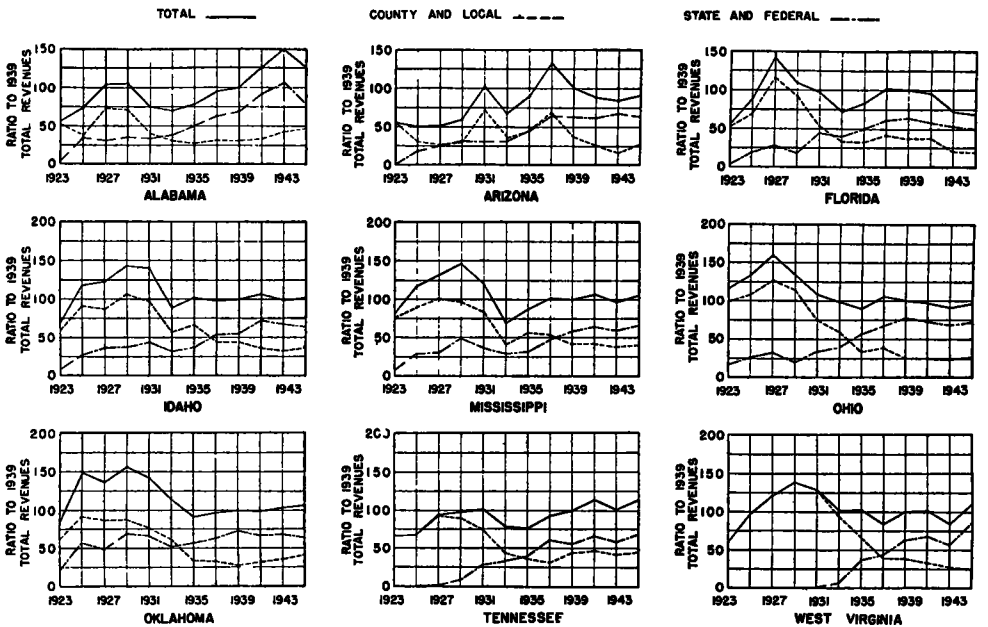 TOTAL COUNTY AND LOCAL STATE AND FEDERAL
RATIO TO 1939
TOTAL REVENUES
150
100
75
50
0
1923 1927 1931 1935 1939 1943
ALABAMA
RATIO TO 1939
TOTAL REVENUES
150
100
50
0
1923 1927 1931 1935 1939 1943
ARIZONA
RATIO TO 1939
TOTAL REVENUES
150
100
50
0
1923 1927 1931 1935 1939 1943
FLORIDA
RATIO TO 1939
TOTAL REVENUES
200
150
100
50
0
1923 1927 1931 1935 1939 1943
IDAHO
RATIO TO 1939
TOTAL REVENUES
200
150
100
50
0
1923 1927 1931 1935 1939 1943
MISSISSIPPI
RATIO TO 1939
TOTAL REVENUES
200
150
100
50
0
1923 1927 1931 1935 1939 1943
OHIO
RATIO TO 1939
TOTAL REVENUES
200
150
100
50
0
1923 1927 1931 1935 1939 1943
OKLAHOMA
RATIO TO 1939
TOTAL REVENUES
200
150
100
50
0
1923 1927 1931 1935 1939 1943
TENNESSEE
RATIO TO 1939
TOTAL REVENUES
200
150
100
50
0
1923 1927 1931 1935 1939 1943
WEST VIRGINIA